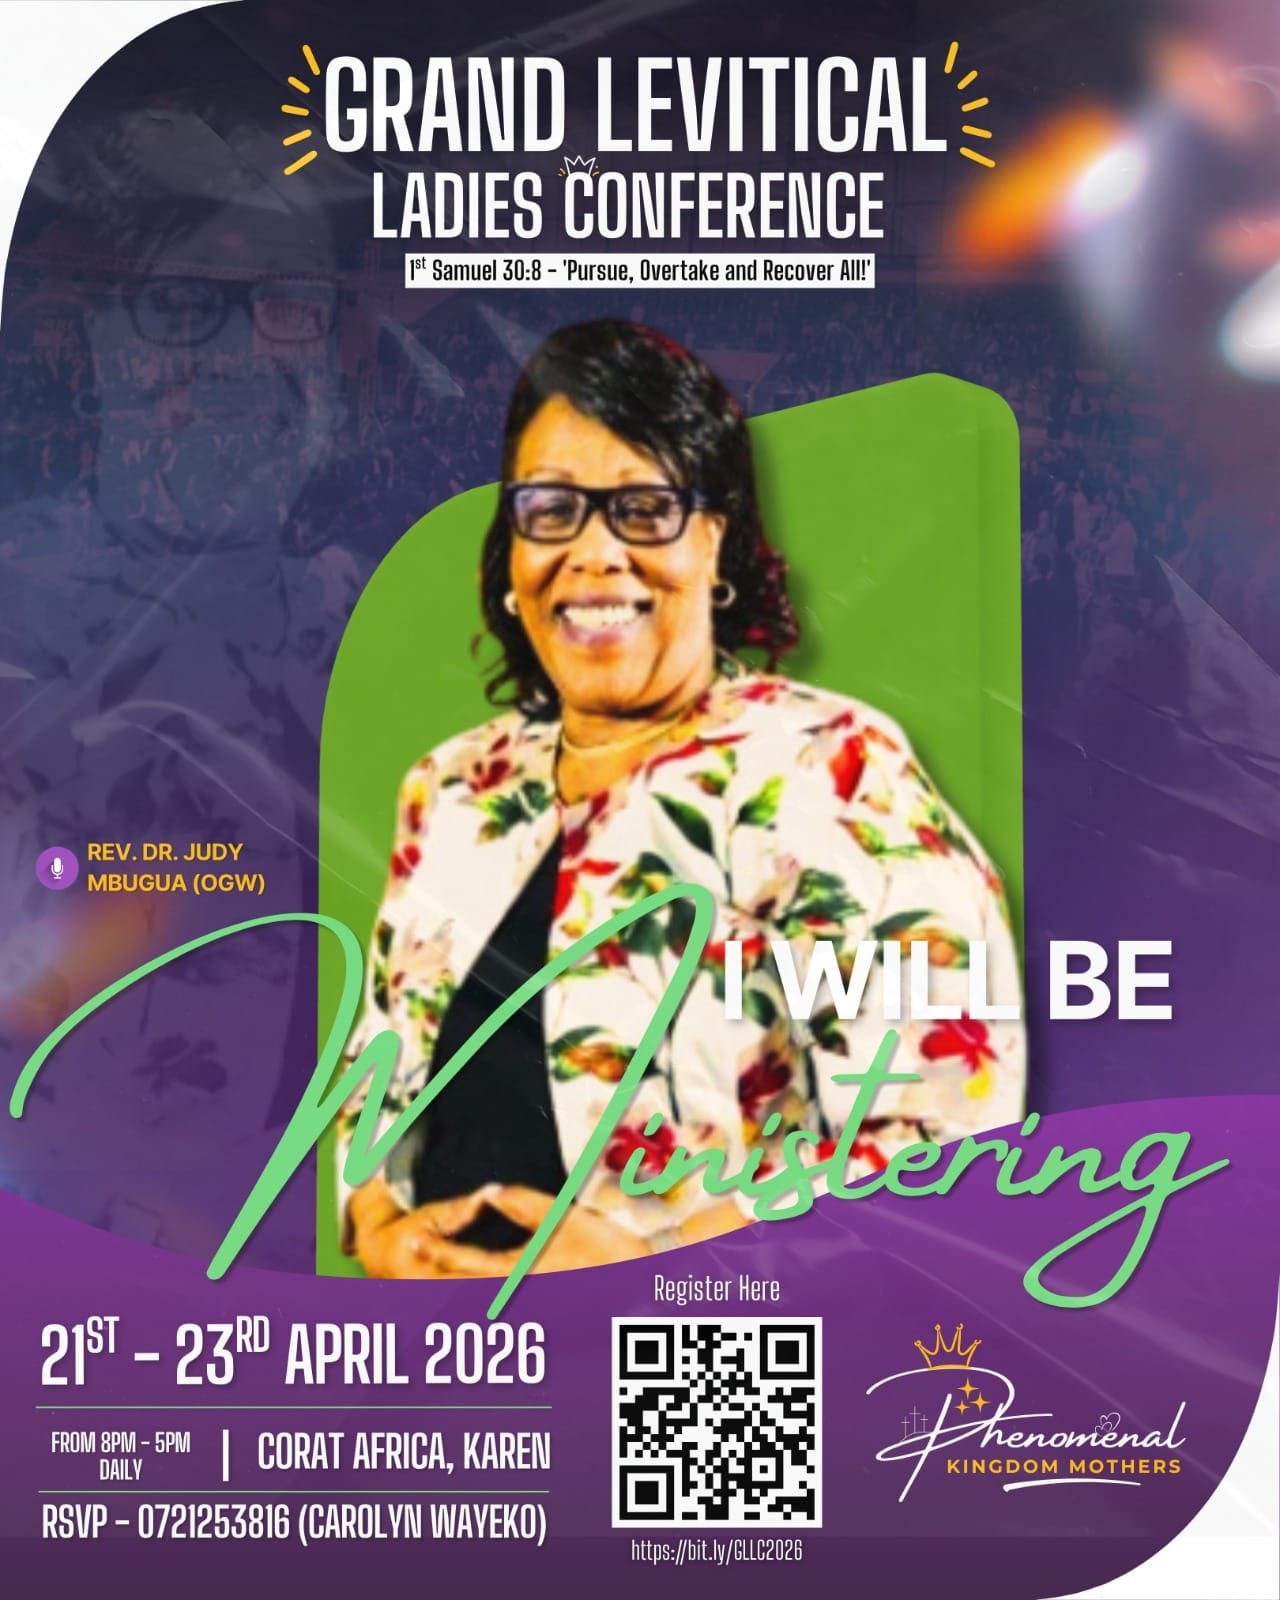 GRAND LEVITICAL
LADIES CONFERENCE
1st Samuel 30:8 - 'Pursue, Overtake and Recover All!'
REV. DR. JUDY
MBUGUA (OGW)
I WILL BE
Ministering
Register Here
21ST - 23RD APRIL 2026
FROM 8PM - 5PM
DAILY
CORAT AFRICA, KAREN
RSVP - 0721253816 (CAROLYN WAYEKO)
https://bit.ly/GLLC2026
Phenomenal
KINGDOM MOTHERS